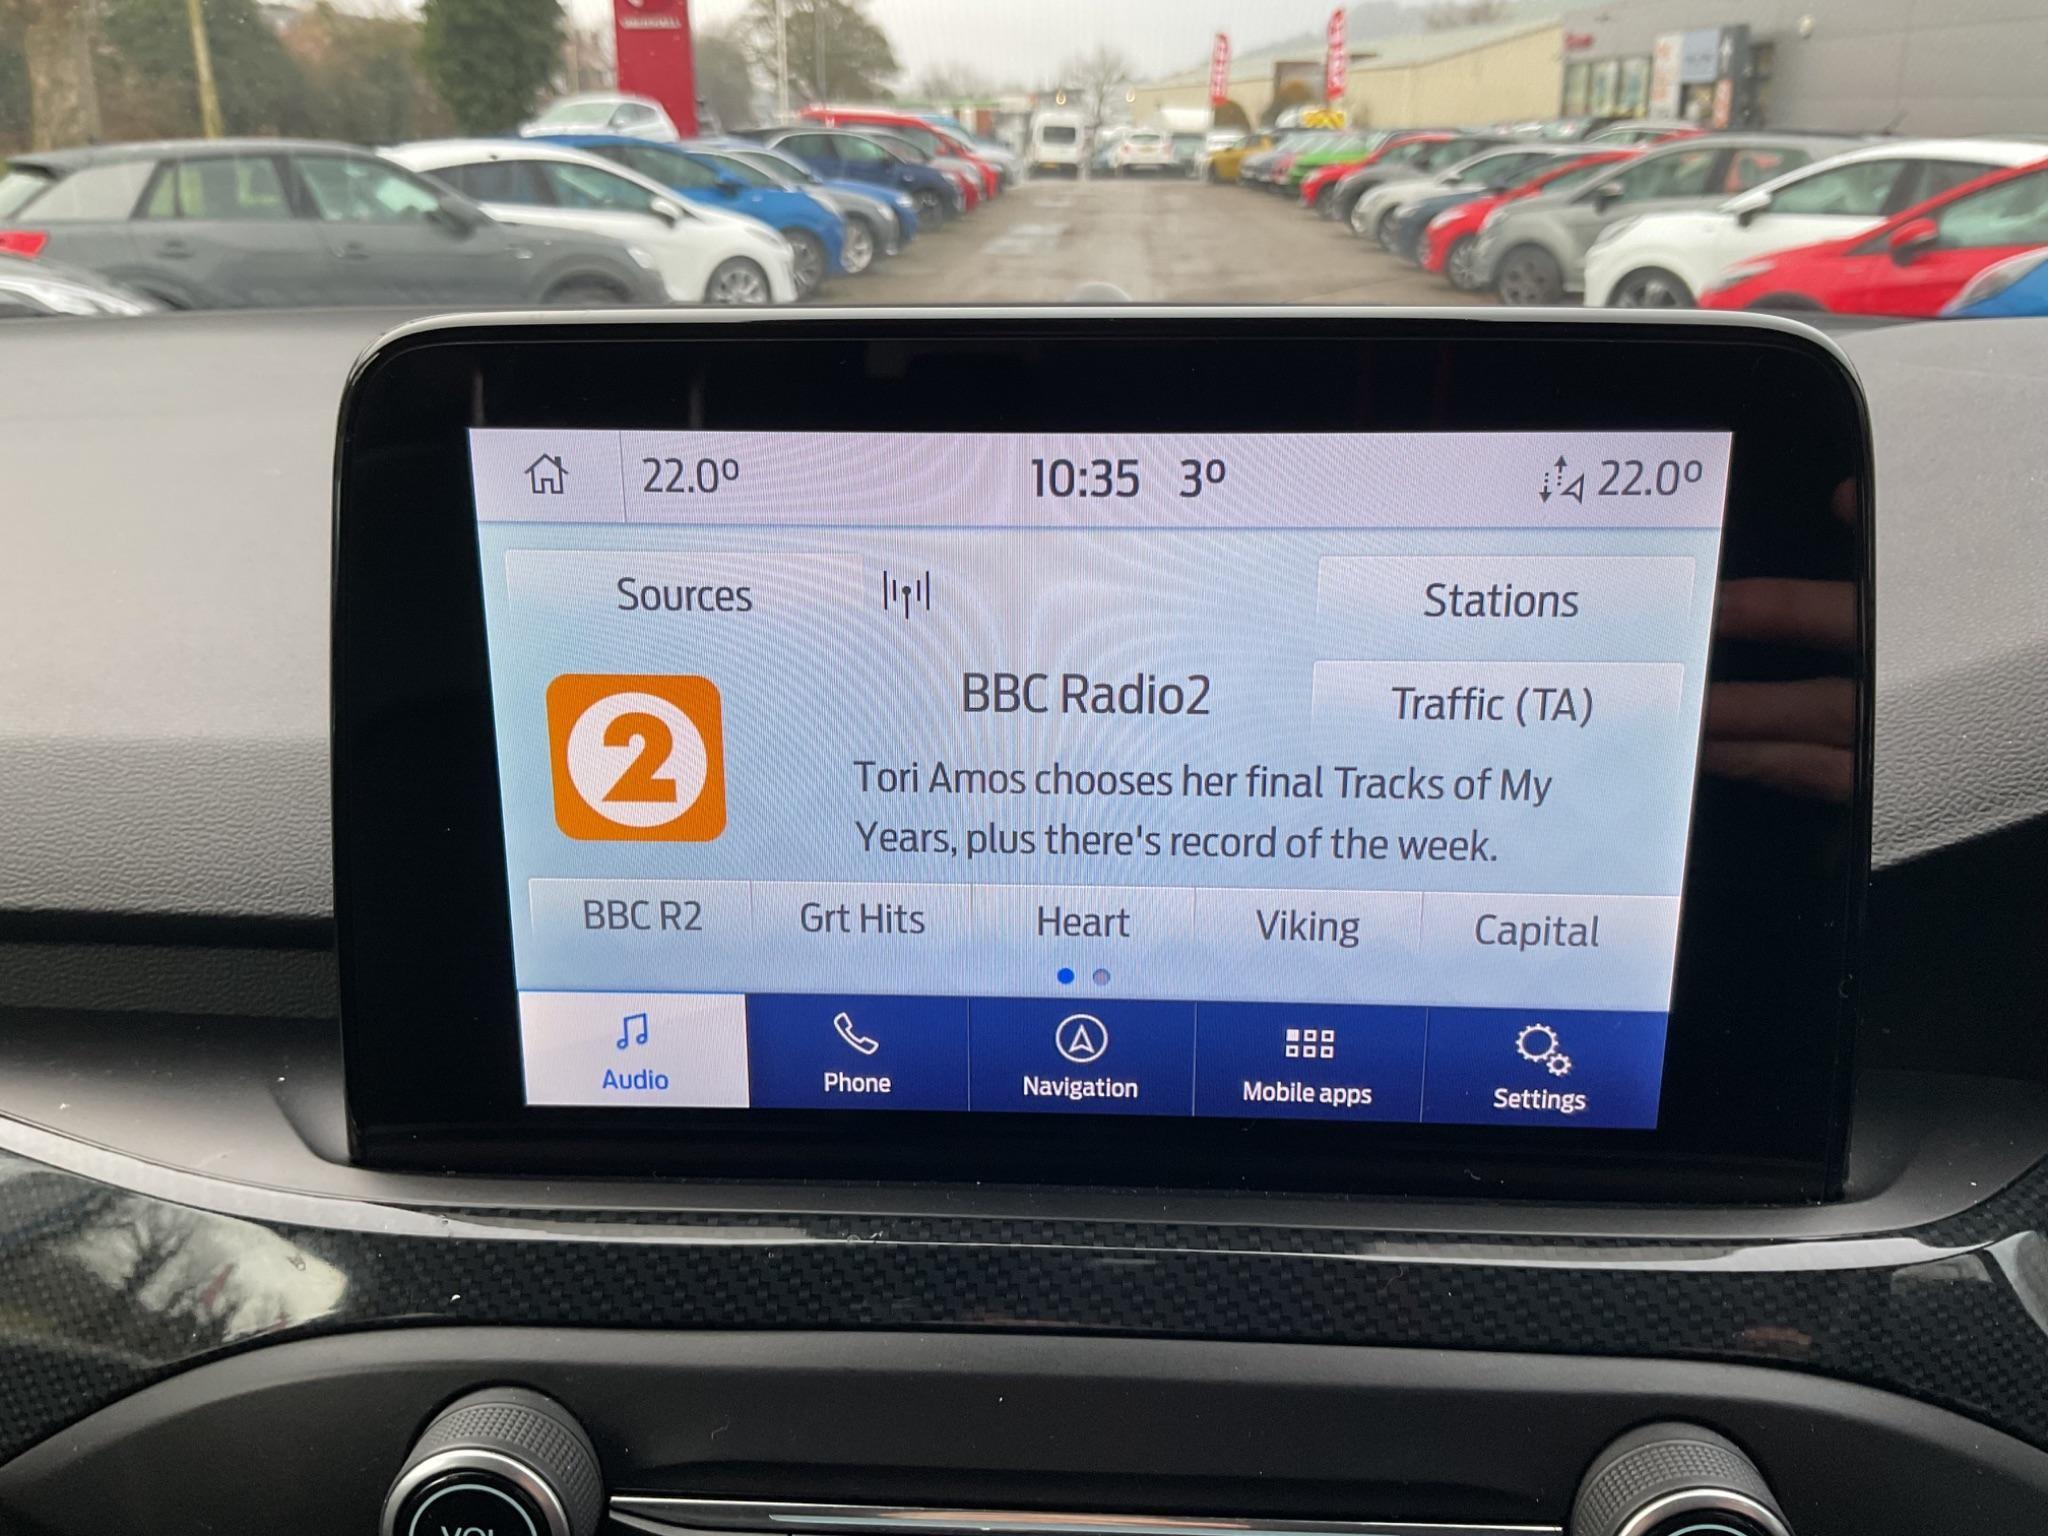 VAUXHALL
22.0°
10:35 3°
22.0°
Sources
Stations
2
BBC Radio2
Traffic (TA)
Tori Amos chooses her final Tracks of My
Years, plus there's record of the week.
BBC R2 Grt Hits Heart Viking Capital
Audio Phone Navigation Mobile apps Settings
VOL